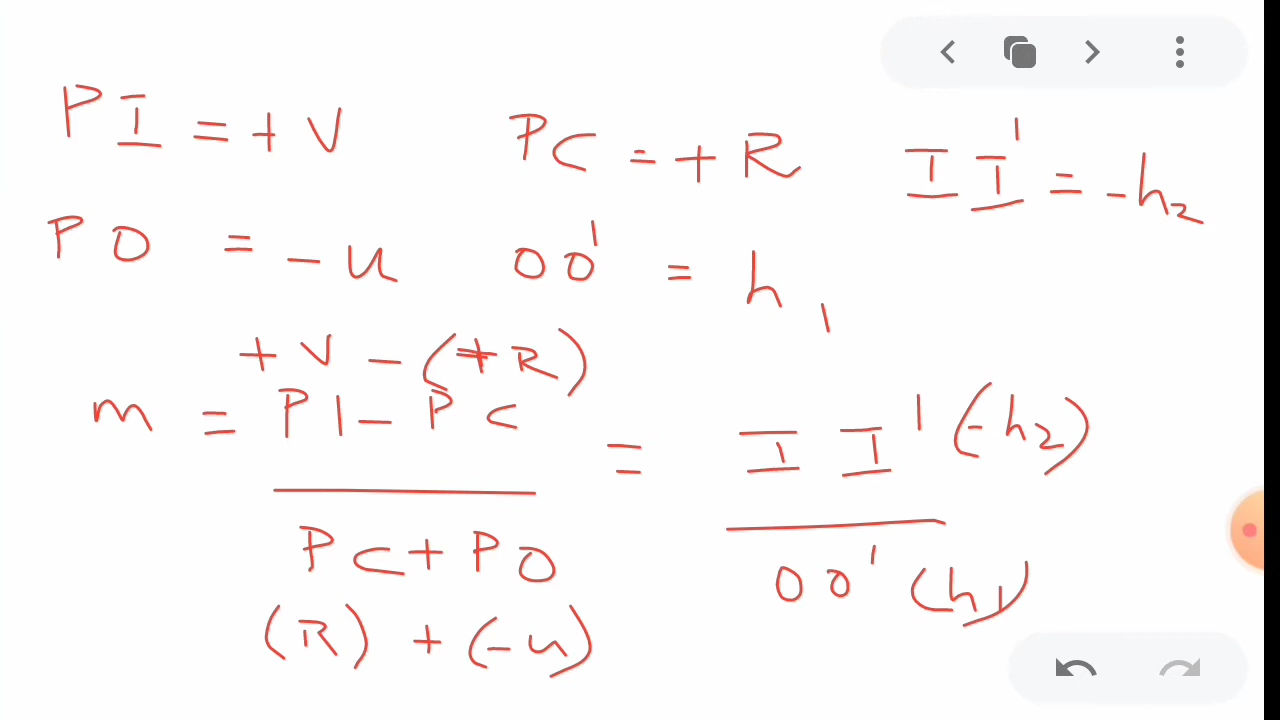 PI = + V PC = + R II' = - h₂
PO = - u OO' = h₁
+ V - (+R)
m = PI - PC = II' (-h₂)
PC + PO OO' (h₁)
(R) + (-u)